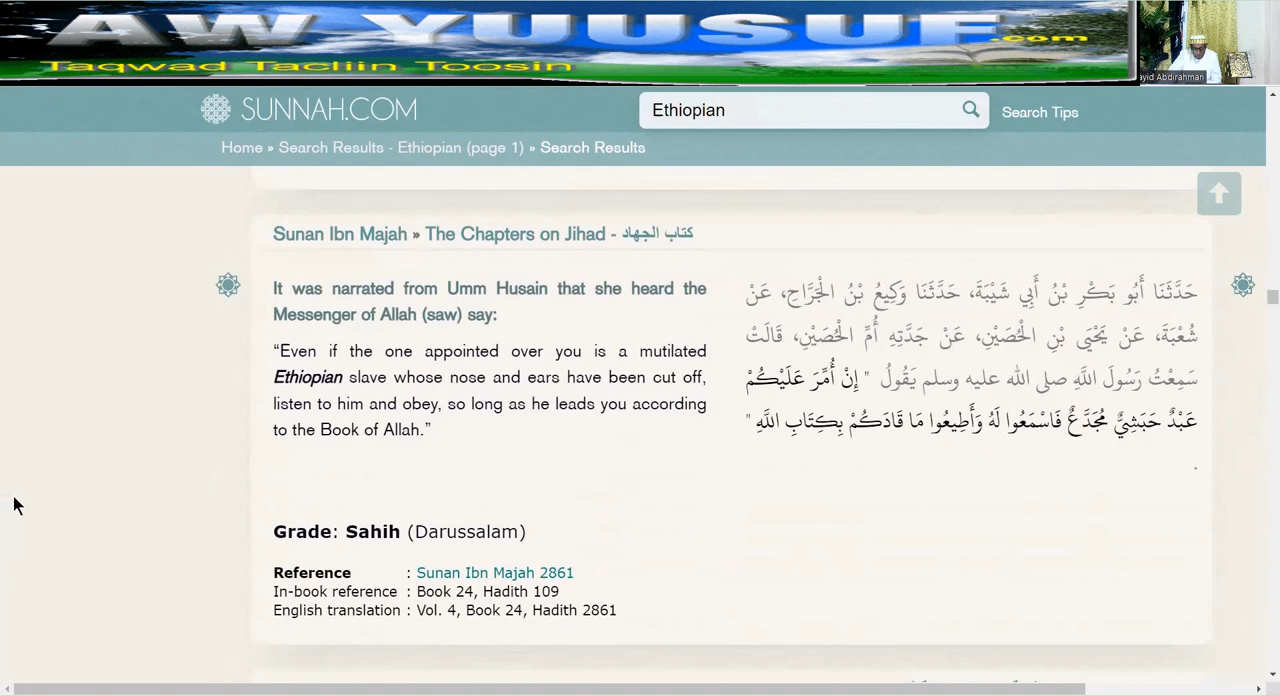 AW YUUSUF.com
Taqwad Tacliin Toosin
ayid Abdirahman
SUNNAH.COM
Ethiopian
Search Tips
Home » Search Results - Ethiopian (page 1) » Search Results
Sunan Ibn Majah » The Chapters on Jihad - كتاب الجهاد
It was narrated from Umm Husain that she heard the
Messenger of Allah (saw) say:
“Even if the one appointed over you is a mutilated
Ethiopian slave whose nose and ears have been cut off,
listen to him and obey, so long as he leads you according
to the Book of Allah.”
حَدَّثَنَا أَبُو بَكْرِ بْنُ أَبِي شَيْبَةَ، حَدَّثَنَا وَكِيعُ بْنُ الْجَرَّاحِ، عَنْ
شُعْبَةَ، عَنْ يَحْيَى بْنِ الْحُصَيْنِ، عَنْ جَدَّتِهِ أُمِّ الْحُصَيْنِ، قَالَتْ
سَمِعْتُ رَسُولَ اللَّهِ صلى الله عليه وسلم يَقُولُ ‏ "‏ إِنْ أُمِّرَ عَلَيْكُمْ
عَبْدٌ حَبَشِيٌّ مُجَدَّعٌ فَاسْمَعُوا لَهُ وَأَطِيعُوا مَا قَادَكُمْ بِكِتَابِ اللَّهِ ‏"
.
Grade: Sahih (Darussalam)
Reference : Sunan Ibn Majah 2861
In-book reference : Book 24, Hadith 109
English translation : Vol. 4, Book 24, Hadith 2861